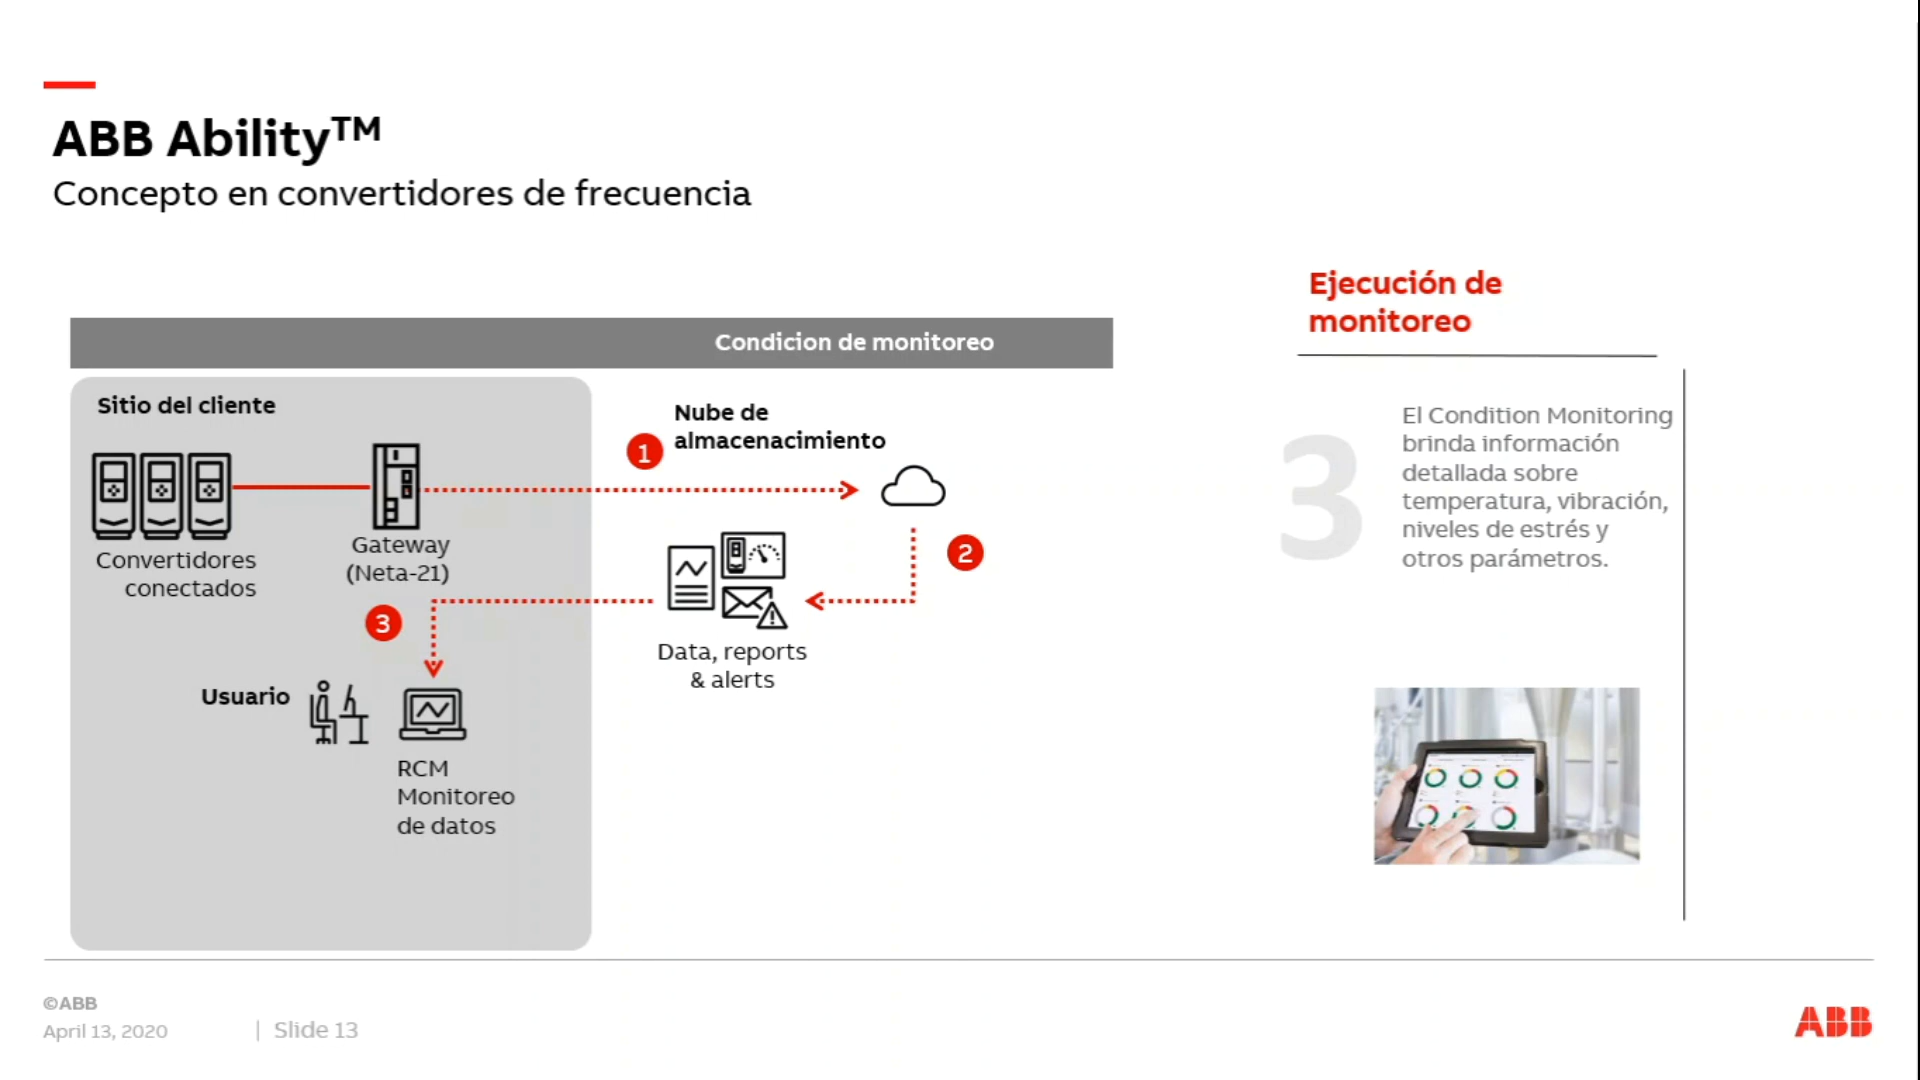 ABB Ability™
Concepto en convertidores de frecuencia
Condicion de monitoreo
Sitio del cliente
Convertidores
conectados
Gateway
(Neta-21)
1
Nube de
almacenacimiento
2
Data, reports
& alerts
3
Usuario
RCM
Monitoreo
de datos
Ejecución de
monitoreo
3
El Condition Monitoring
brinda información
detallada sobre
temperatura, vibración,
niveles de estrés y
otros parámetros.
©ABB
April 13, 2020
| Slide 13
ABB